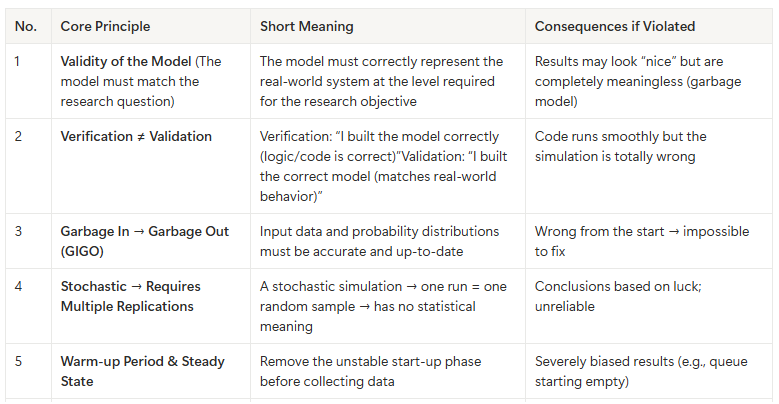 No. Core Principle Short Meaning Consequences if Violated
1 Validity of the Model (The The model must correctly represent the Results may look “nice” but are
model must match the real-world system at the level required completely meaningless (garbage
research question) for the research objective model)
2 Verification ≠ Validation Verification: “I built the model correctly Code runs smoothly but the
(logic/code is correct)”Validation: “I built simulation is totally wrong
the correct model (matches real-world
behavior)”
3 Garbage In → Garbage Out Input data and probability distributions Wrong from the start → impossible
(GIGO) must be accurate and up-to-date to fix
4 Stochastic → Requires A stochastic simulation → one run = one Conclusions based on luck;
Multiple Replications random sample → has no statistical unreliable
meaning
5 Warm-up Period & Steady Remove the unstable start-up phase Severely biased results (e.g., queue
State before collecting data starting empty)